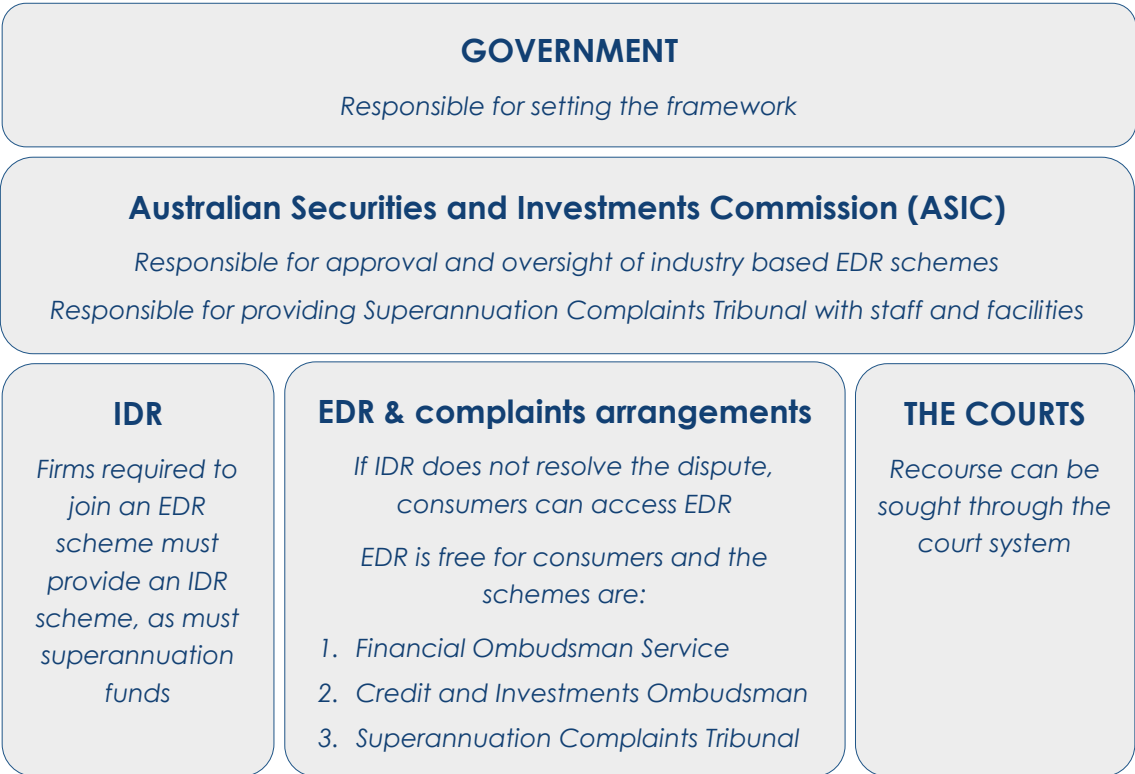 GOVERNMENT
Responsible for setting the framework
Australian Securities and Investments Commission (ASIC)
Responsible for approval and oversight of industry based EDR schemes
Responsible for providing Superannuation Complaints Tribunal with staff and facilities
IDR
Firms required to
join an EDR
scheme must
provide an IDR
scheme, as must
superannuation
funds
EDR & complaints arrangements
If IDR does not resolve the dispute,
consumers can access EDR
EDR is free for consumers and the
schemes are:
1. Financial Ombudsman Service
2. Credit and Investments Ombudsman
3. Superannuation Complaints Tribunal
THE COURTS
Recourse can be
sought through the
court system